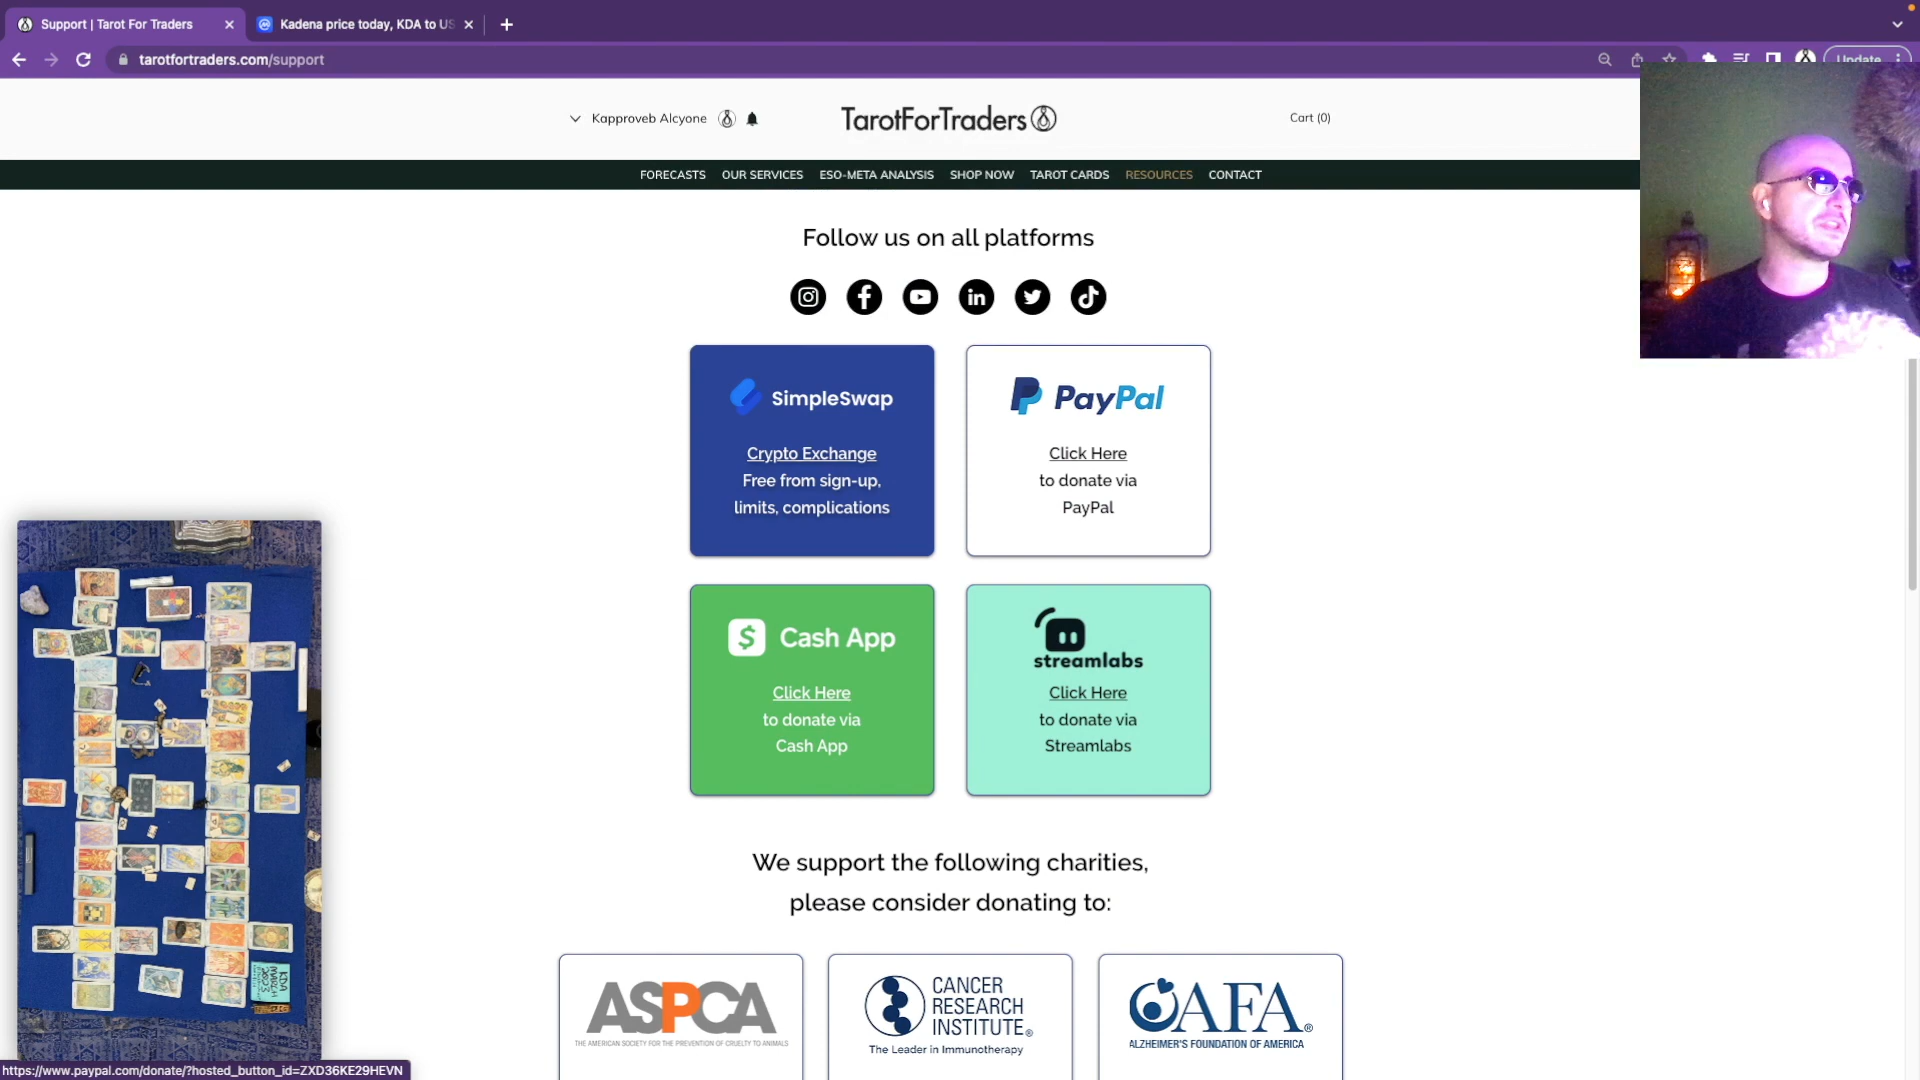 Support | Tarot For Traders
Kadena price today, KDA to US
tarotfortraders.com/support
Update
Kapproveb Alcyone
TarotForTraders
Cart (0)
FORECASTS OUR SERVICES ESO-META ANALYSIS SHOP NOW TAROT CARDS RESOURCES CONTACT
Follow us on all platforms
SimpleSwap
Crypto Exchange
Free from sign-up,
limits, complications
PayPal
Click Here
to donate via
PayPal
Cash App
Click Here
to donate via
Cash App
streamlabs
Click Here
to donate via
Streamlabs
We support the following charities,
please consider donating to:
ASPCA
THE AMERICAN SOCIETY FOR THE PREVENTION OF CRUELTY TO ANIMALS
CANCER
RESEARCH
INSTITUTE®
The Leader in Immunotherapy
AFA®
ALZHEIMER'S FOUNDATION OF AMERICA
KDA
MARCH
2023
https://www.paypal.com/donate/?hosted_button_id=ZXD36KE29HEVN